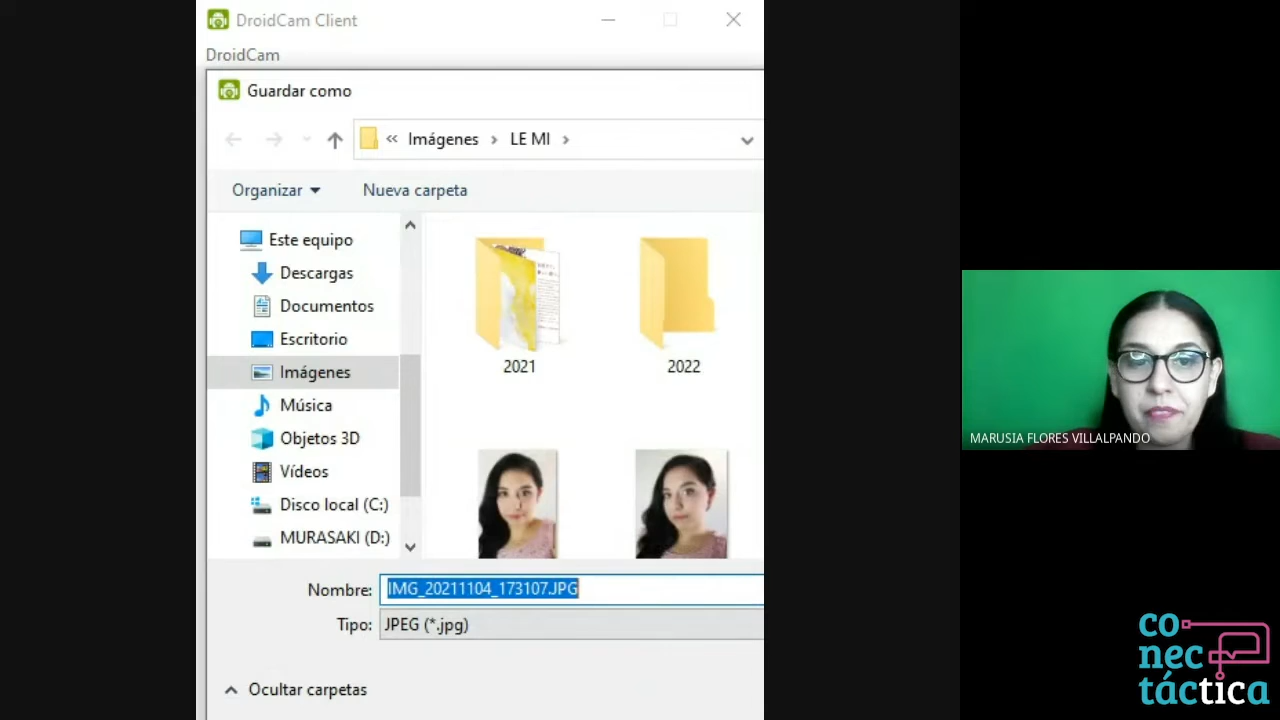 DroidCam Client
DroidCam
Guardar como
« Imágenes > LE MI >
Organizar
Nueva carpeta
Este equipo
Descargas
Documentos
Escritorio
Imágenes
Música
Objetos 3D
Vídeos
Disco local (C:)
MURASAKI (D:)
2021
2022
Nombre: IMG_20211104_173107.JPG
Tipo: JPEG (*.jpg)
Ocultar carpetas
MARUSIA FLORES VILLALPANDO
co
nec
táctica